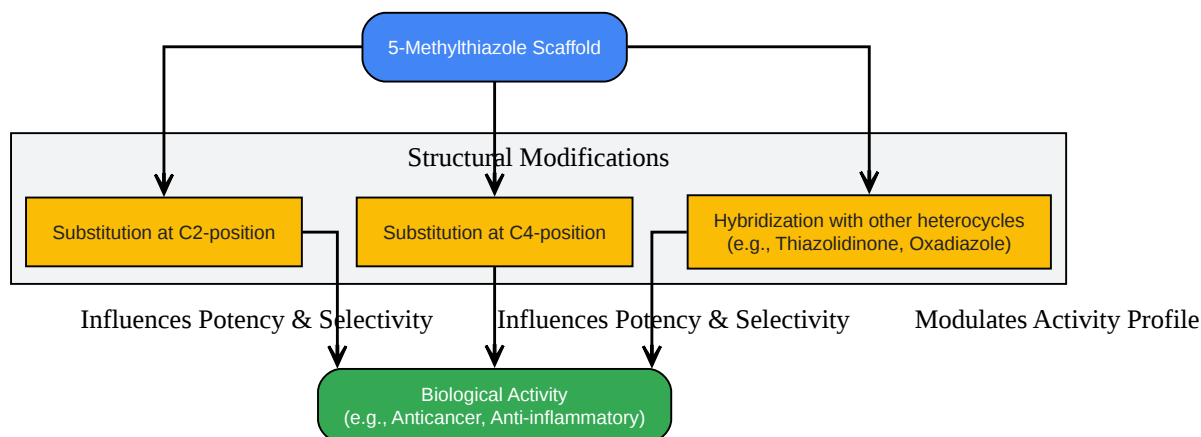 5-Methylthiazole Scaffold
Structural Modifications
Substitution at C2-position
Substitution at C4-position
Hybridization with other heterocycles
(e.g., Thiazolidinone, Oxadiazole)
Influences Potency & Selectivity
Influences Potency & Selectivity
Modulates Activity Profile
Biological Activity
(e.g., Anticancer, Anti-inflammatory)